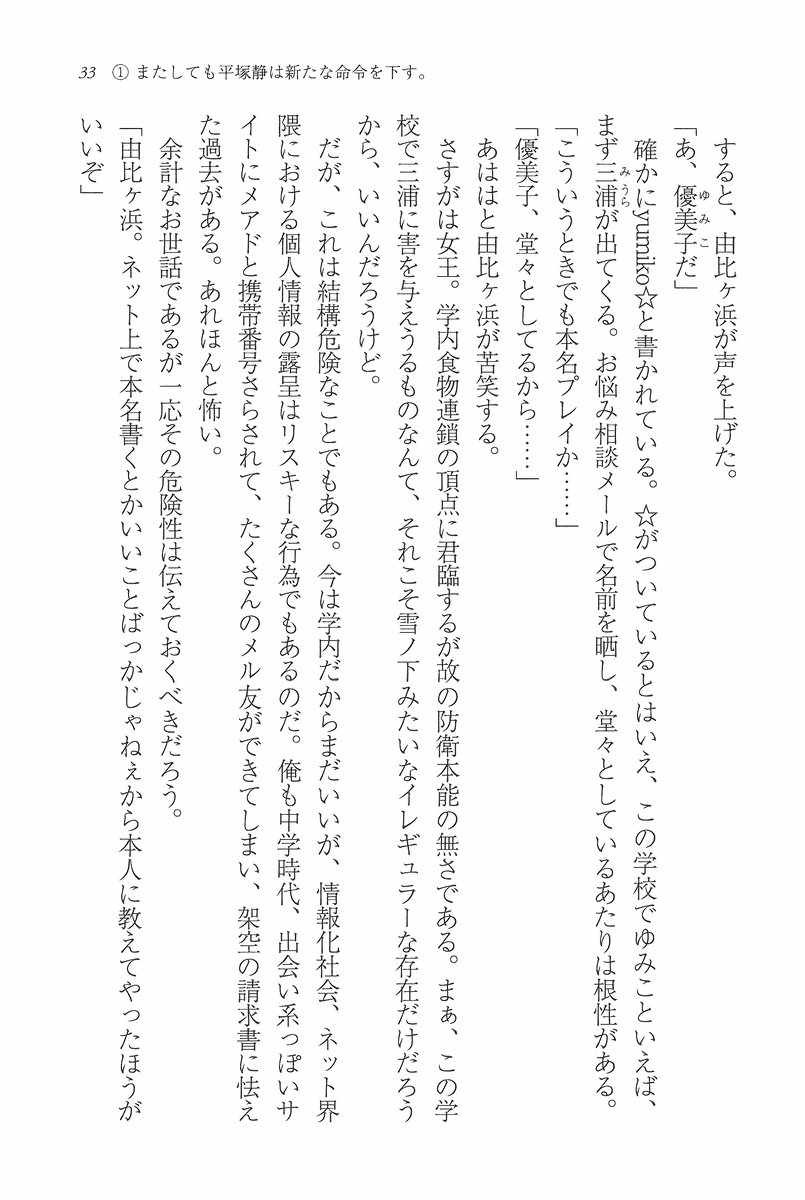 33　① またしても平塚静は新たな命令を下す。
すると、由比ヶ浜が声を上げた。
「あ、優美子だ」
確かにyumiko☆と書かれている。☆がついているとはいえ、この学校でゆみこといえば、
まず三浦が出てくる。お悩み相談メールで名前を晒し、堂々としているあたりは根性がある。
「こういうときでも本名プレイか……」
「優美子、堂々としてるから……」
あははと由比ヶ浜が苦笑する。
さすがは女王。学内食物連鎖の頂点に君臨するが故の防衛本能の無さである。まぁ、この学
校で三浦に害を与えうるものなんて、それこそ雪ノ下みたいなイレギュラーな存在だけだろう
から、いいんだろうけど。
だが、これは結構危険なことでもある。今は学内だからまだいいが、情報化社会、ネット界
隈における個人情報の露呈はリスキーな行為でもあるのだ。俺も中学時代、出会い系っぽいサ
イトにメアドと携帯番号さらされて、たくさんのメル友ができてしまい、架空の請求書に怯え
た過去がある。あれほんと怖い。
余計なお世話であるが一応その危険性は伝えておくべきだろう。
「由比ヶ浜。ネット上で本名書くとかいいことばっかじゃねぇから本人に教えてやったほうが
いいぞ」